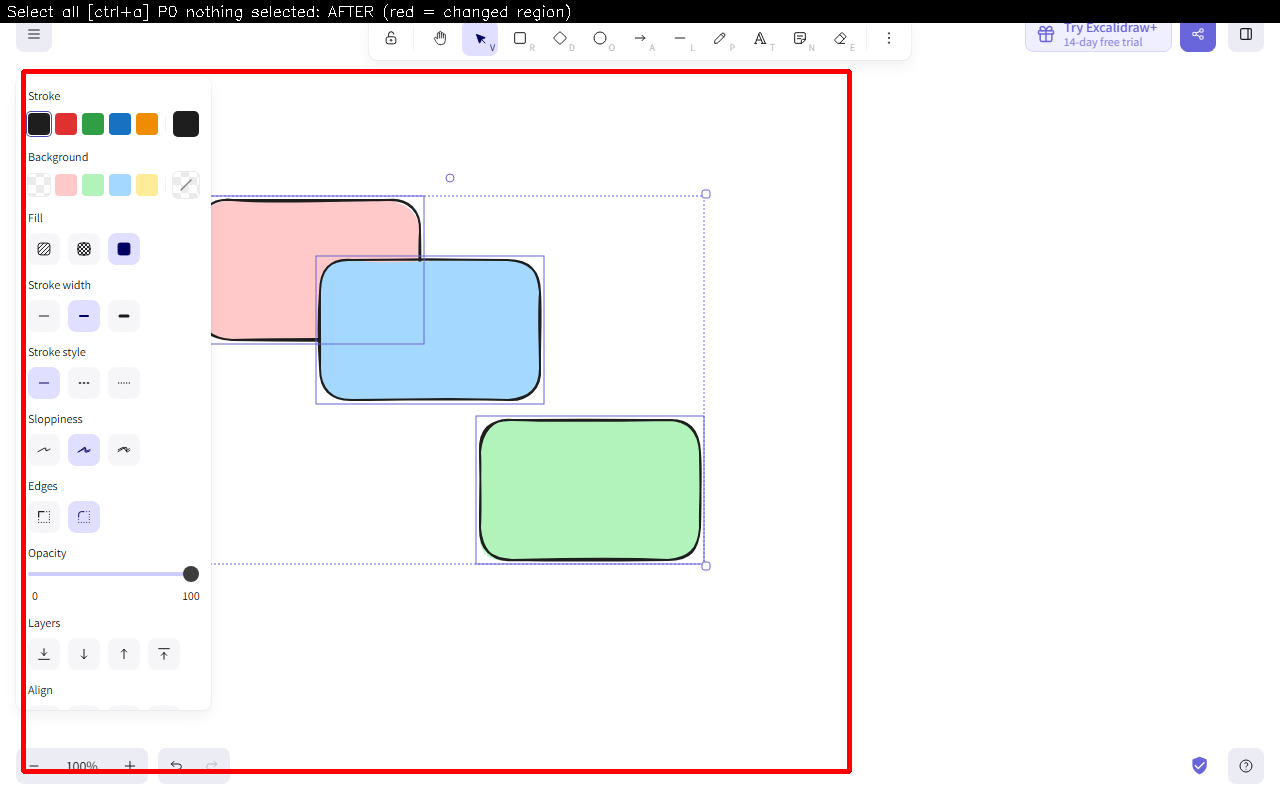 Select all [ctrl+a] P0 nothing selected: AFTER (red = changed region)
V
R
D
O
A
L
P
T
N
E
Try Excalidraw+
14-day free trial
Stroke
Background
Fill
Stroke width
Stroke style
Sloppiness
Edges
Opacity
0 100
Layers
Align
100%